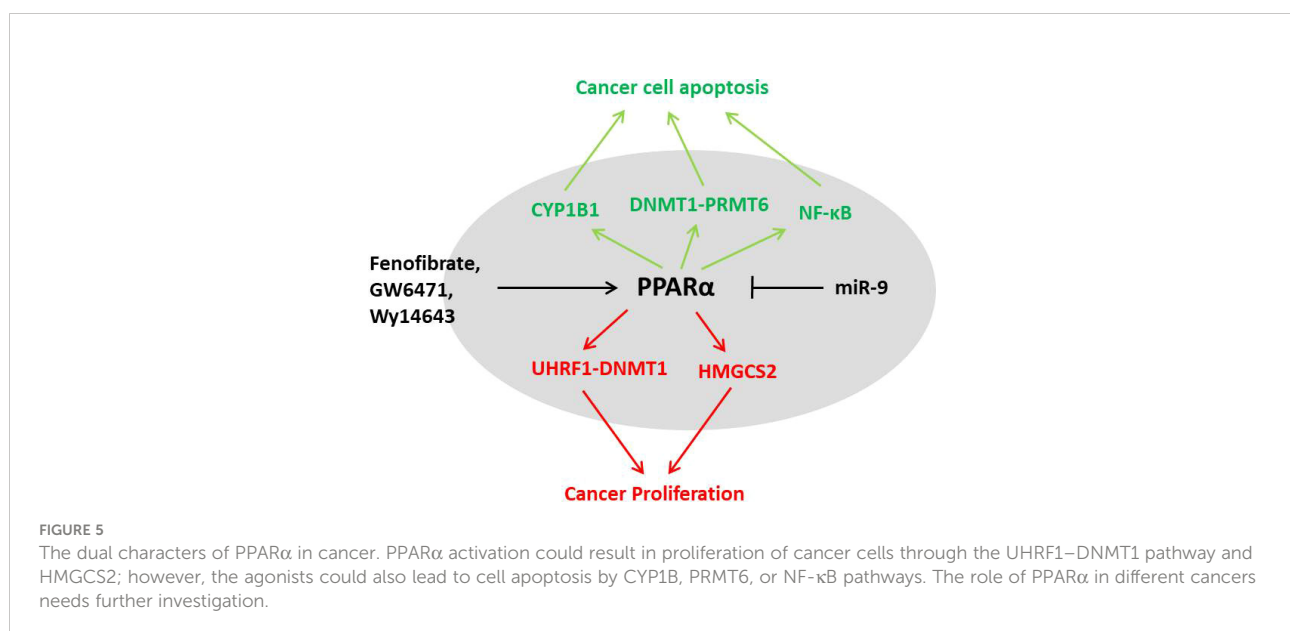 Cancer cell apoptosis
CYP1B1
DNMT1-PRMT6
NF-κB
Fenofibrate,
GW6471,
Wy14643
PPARα
miR-9
UHRF1-DNMT1
HMGCS2
Cancer Proliferation
FIGURE 5
The dual characters of PPARα in cancer. PPARα activation could result in proliferation of cancer cells through the UHRF1–DNMT1 pathway and
HMGCS2; however, the agonists could also lead to cell apoptosis by CYP1B, PRMT6, or NF-κB pathways. The role of PPARα in different cancers
needs further investigation.